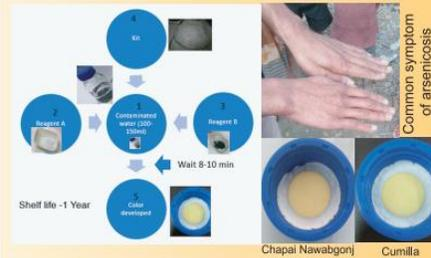 4
Kit
2
Reagent A
1
Contaminated
water (100-
150ml)
3
Reagent B
Wait 8-10 min
5
Color
developed
Shelf life -1 Year
Common symptom
of arsenicosis
Chapai Nawabgonj
Cumilla